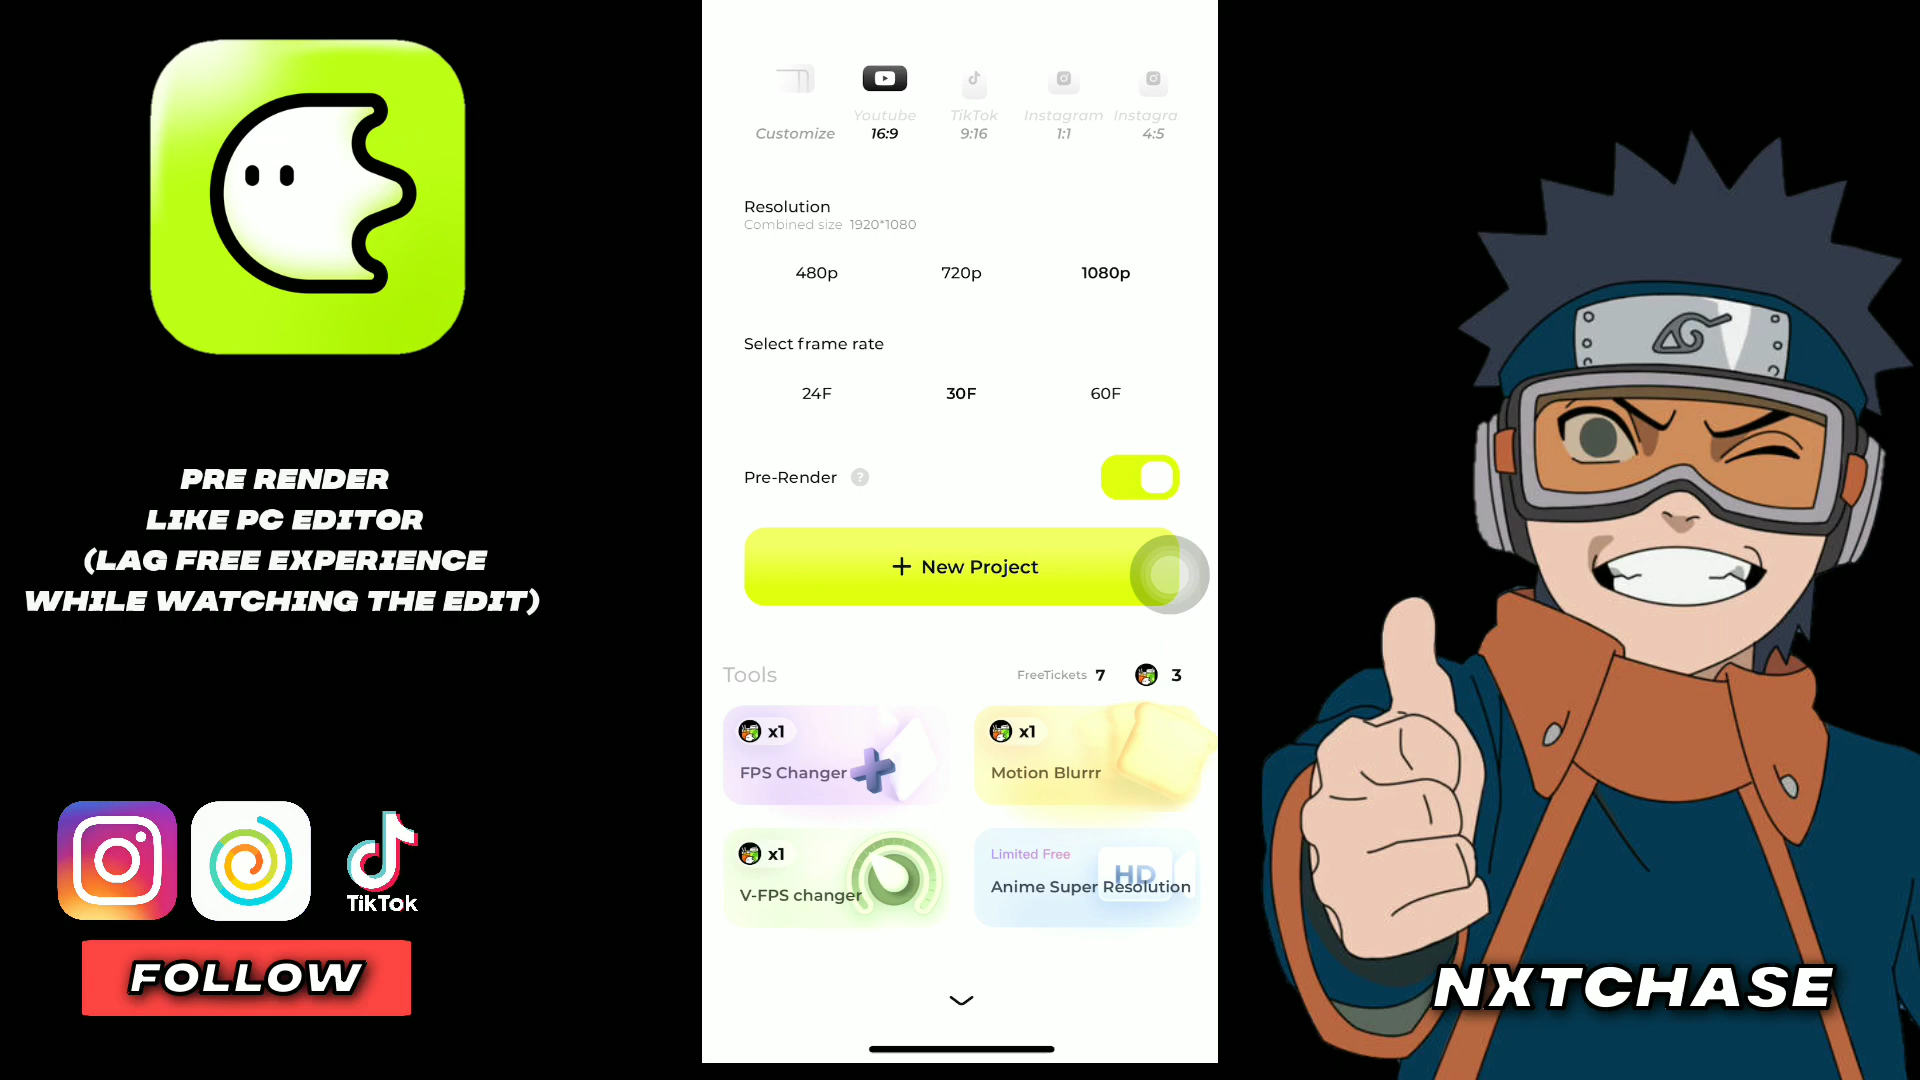 PRE RENDER
LIKE PC EDITOR
(LAG FREE EXPERIENCE
WHILE WATCHING THE EDIT)
TikTok
FOLLOW
Customize
Youtube
16:9
TikTok
9:16
Instagram
1:1
Instagra
4:5
Resolution
Combined size 1920*1080
480p 720p 1080p
Select frame rate
24F 30F 60F
Pre-Render ?
+ New Project
Tools FreeTickets 7 3
x1
FPS Changer
x1
Motion Blurrr
x1
V-FPS changer
Limited Free
HD
Anime Super Resolution
NXTCHASE